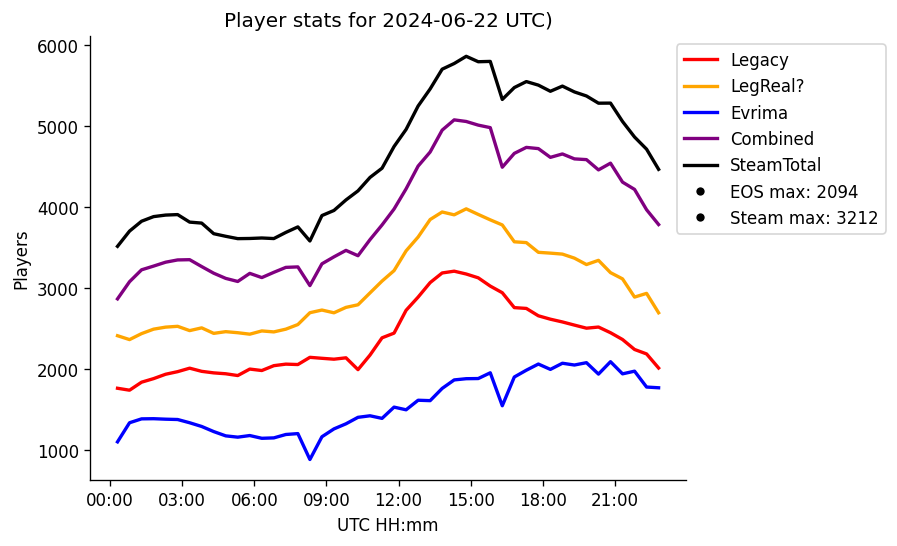 Player stats for 2024-06-22 UTC)
6000
5000
4000
3000
2000
1000
Players
00:00 03:00 06:00 09:00 12:00 15:00 18:00 21:00
UTC HH:mm
Legacy
LegReal?
Evrima
Combined
SteamTotal
EOS max: 2094
Steam max: 3212